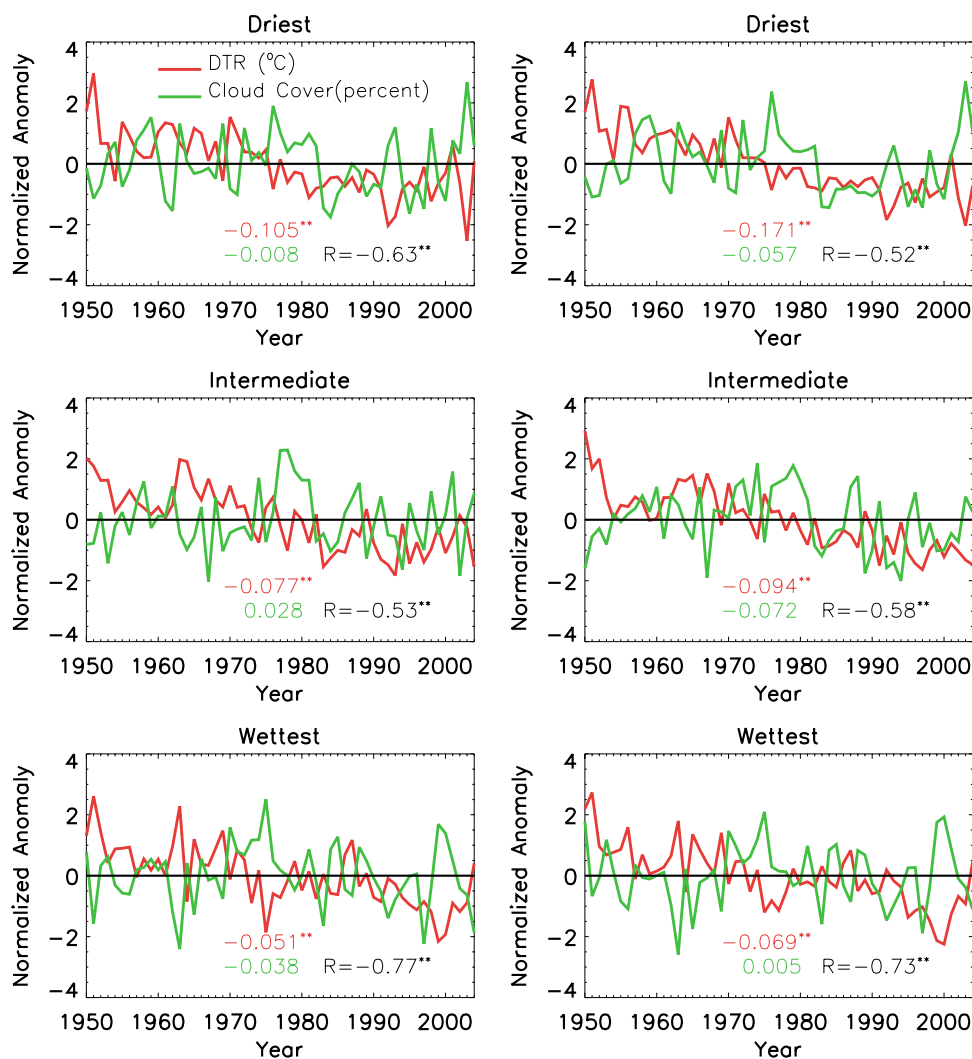 Driest
Normalized Anomaly
4
2
0
−2
−4
DTR (°C)
Cloud Cover(percent)
−0.105**
−0.008 R=−0.63**
1950 1960 1970 1980 1990 2000
Year
Driest
Normalized Anomaly
4
2
0
−2
−4
−0.171**
−0.057 R=−0.52**
1950 1960 1970 1980 1990 2000
Year
Intermediate
Normalized Anomaly
4
2
0
−2
−4
−0.077**
0.028 R=−0.53**
1950 1960 1970 1980 1990 2000
Year
Intermediate
Normalized Anomaly
4
2
0
−2
−4
−0.094**
−0.072 R=−0.58**
1950 1960 1970 1980 1990 2000
Year
Wettest
Normalized Anomaly
4
2
0
−2
−4
−0.051**
−0.038 R=−0.77**
1950 1960 1970 1980 1990 2000
Year
Wettest
Normalized Anomaly
4
2
0
−2
−4
−0.069**
0.005 R=−0.73**
1950 1960 1970 1980 1990 2000
Year